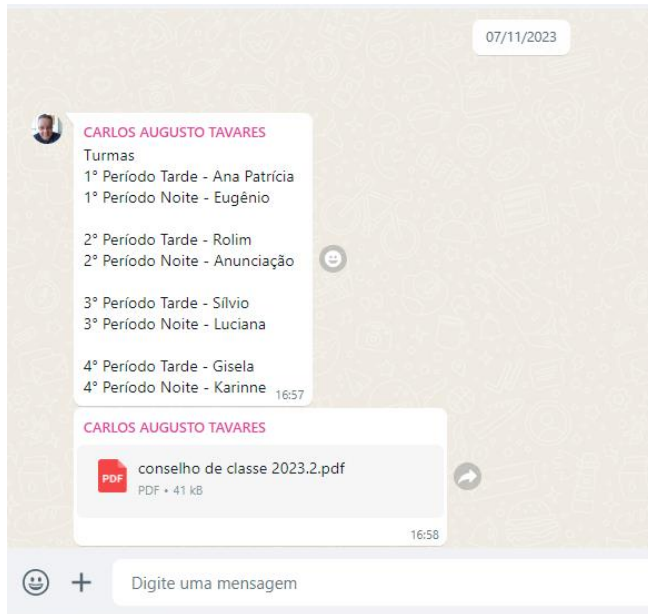 07/11/2023
CARLOS AUGUSTO TAVARES
Turmas
1° Período Tarde - Ana Patrícia
1° Período Noite - Eugênio
2° Período Tarde - Rolim
2° Período Noite - Anunciação
3° Período Tarde - Sílvio
3° Período Noite - Luciana
4° Período Tarde - Gisela
4° Período Noite - Karinne 16:57
CARLOS AUGUSTO TAVARES
PDF
conselho de classe 2023.2.pdf
PDF • 41 kB
16:58
Digite uma mensagem